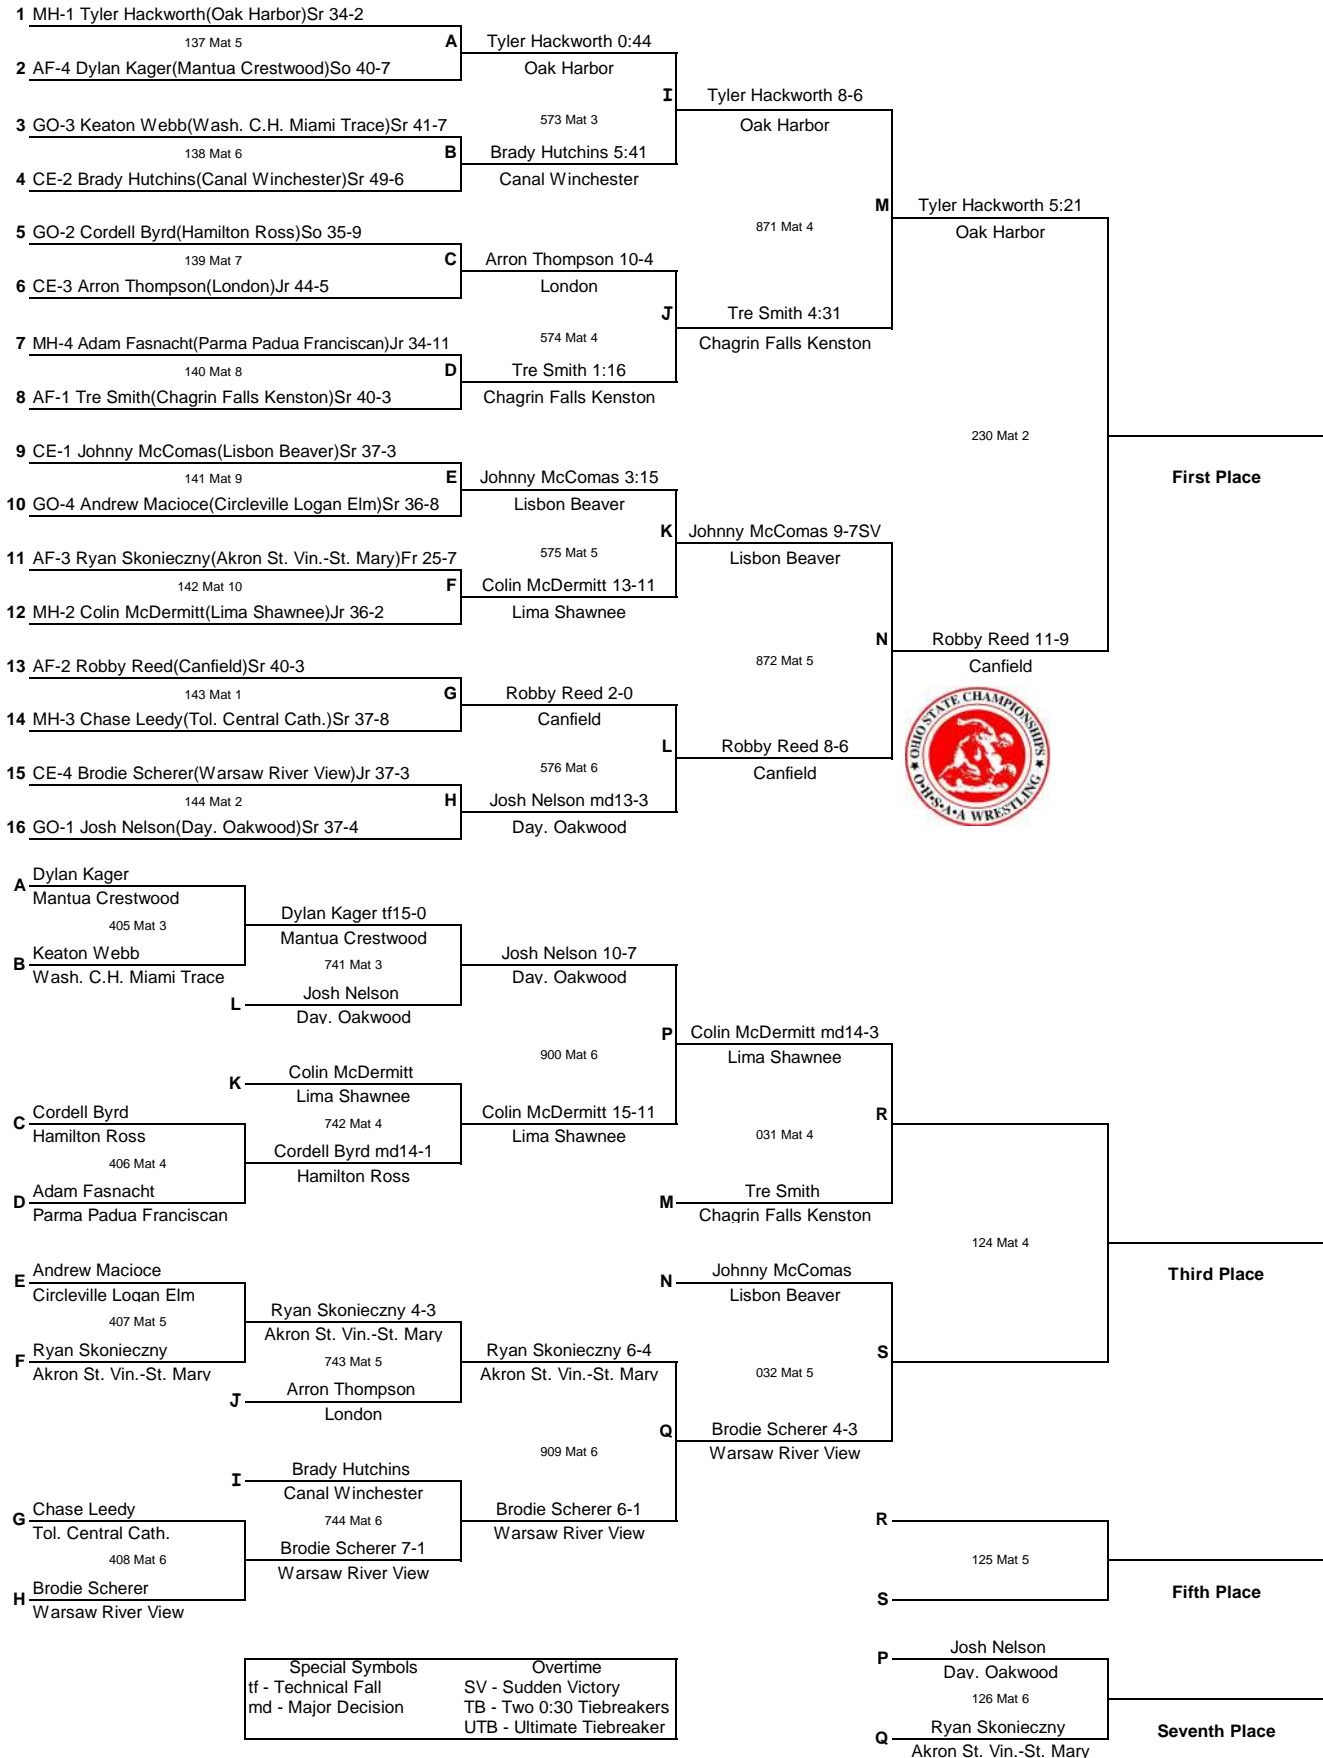 1 MH-1 Tyler Hackworth(Oak Harbor)Sr 34-2
137 Mat 5
A
2 AF-4 Dylan Kager(Mantua Crestwood)So 40-7
Tyler Hackworth 0:44
Oak Harbor
I
573 Mat 3
3 GO-3 Keaton Webb(Wash. C.H. Miami Trace)Sr 41-7
138 Mat 6
B
4 CE-2 Brady Hutchins(Canal Winchester)Sr 49-6
Brady Hutchins 5:41
Canal Winchester
Tyler Hackworth 8-6
Oak Harbor
M
871 Mat 4
5 GO-2 Cordell Byrd(Hamilton Ross)So 35-9
139 Mat 7
C
6 CE-3 Arron Thompson(London)Jr 44-5
Arron Thompson 10-4
London
J
574 Mat 4
7 MH-4 Adam Fasnacht(Parma Padua Franciscan)Jr 34-11
140 Mat 8
D
8 AF-1 Tre Smith(Chagrin Falls Kenston)Sr 40-3
Tre Smith 1:16
Chagrin Falls Kenston
Tre Smith 4:31
Chagrin Falls Kenston
Tyler Hackworth 5:21
Oak Harbor
230 Mat 2
First Place
9 CE-1 Johnny McComas(Lisbon Beaver)Sr 37-3
141 Mat 9
E
10 GO-4 Andrew Macioce(Circleville Logan Elm)Sr 36-8
Johnny McComas 3:15
Lisbon Beaver
K
575 Mat 5
11 AF-3 Ryan Skonieczny(Akron St. Vin.-St. Mary)Fr 25-7
142 Mat 10
F
12 MH-2 Colin McDermitt(Lima Shawnee)Jr 36-2
Colin McDermitt 13-11
Lima Shawnee
Johnny McComas 9-7SV
Lisbon Beaver
N
872 Mat 5
13 AF-2 Robby Reed(Canfield)Sr 40-3
143 Mat 1
G
14 MH-3 Chase Leedy(Tol. Central Cath.)Sr 37-8
Robby Reed 2-0
Canfield
L
576 Mat 6
15 CE-4 Brodie Scherer(Warsaw River View)Jr 37-3
144 Mat 2
H
16 GO-1 Josh Nelson(Day. Oakwood)Sr 37-4
Josh Nelson md13-3
Day. Oakwood
Robby Reed 8-6
Canfield
Robby Reed 11-9
Canfield
OHIO STATE CHAMPIONSHIPS
O•H•S•A•A WRESTLING
A Dylan Kager
Mantua Crestwood
405 Mat 3
B Keaton Webb
Wash. C.H. Miami Trace
Dylan Kager tf15-0
Mantua Crestwood
741 Mat 3
L Josh Nelson
Day. Oakwood
Josh Nelson 10-7
Day. Oakwood
P
900 Mat 6
K Colin McDermitt
Lima Shawnee
742 Mat 4
C Cordell Byrd
Hamilton Ross
406 Mat 4
D Adam Fasnacht
Parma Padua Franciscan
Cordell Byrd md14-1
Hamilton Ross
Colin McDermitt 15-11
Lima Shawnee
Colin McDermitt md14-3
Lima Shawnee
R
031 Mat 4
M Tre Smith
Chagrin Falls Kenston
124 Mat 4
Third Place
E Andrew Macioce
Circleville Logan Elm
407 Mat 5
F Ryan Skonieczny
Akron St. Vin.-St. Mary
Ryan Skonieczny 4-3
Akron St. Vin.-St. Mary
743 Mat 5
J Arron Thompson
London
Ryan Skonieczny 6-4
Akron St. Vin.-St. Mary
Q
909 Mat 6
N Johnny McComas
Lisbon Beaver
S
032 Mat 5
Brodie Scherer 4-3
Warsaw River View
I Brady Hutchins
Canal Winchester
744 Mat 6
G Chase Leedy
Tol. Central Cath.
408 Mat 6
H Brodie Scherer
Warsaw River View
Brodie Scherer 7-1
Warsaw River View
Brodie Scherer 6-1
Warsaw River View
R
125 Mat 5
S
Fifth Place
P Josh Nelson
Day. Oakwood
126 Mat 6
Q Ryan Skonieczny
Akron St. Vin.-St. Mary
Seventh Place
Special Symbols
tf - Technical Fall
md - Major Decision
Overtime
SV - Sudden Victory
TB - Two 0:30 Tiebreakers
UTB - Ultimate Tiebreaker